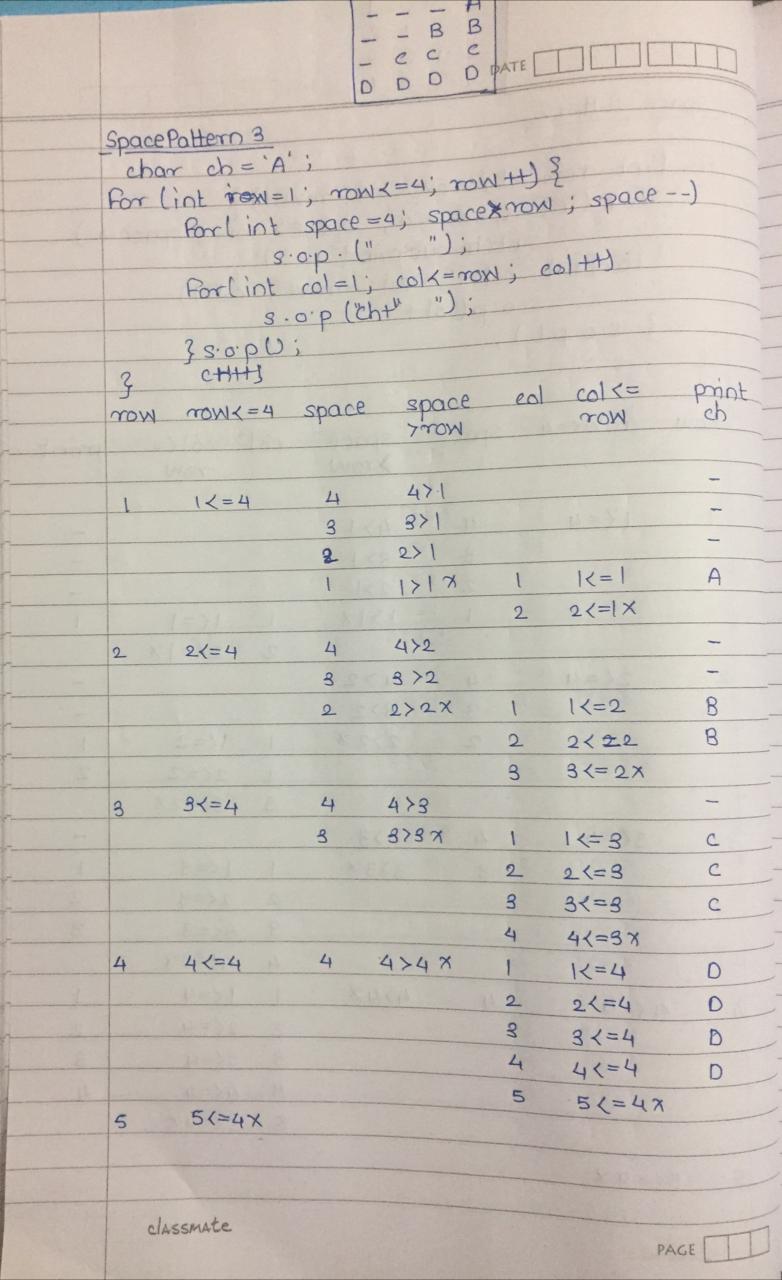 - - - A
- - B B
- C C C
D D D D
DATE
SpacePattern 3
char ch = 'A' ;
for (int row=1; row<=4; row++) {
for( int space =4; space>row ; space --)
s.o.p. (" ");
for(int col=1; col<=row; col++)
s.o.p ("ch+" ");
} s.o.p();
} ch++;
row row<=4 space space >row col col<= row print ch
1 1<=4 4 4>1 -
3 3>1 -
2 2>1 -
1 1>1 x 1 1<=1 A
2 2<=1 x
2 2<=4 4 4>2 -
3 3>2 -
2 2>2 x 1 1<=2 B
2 2<=2 B
3 3<=2 x
3 3<=4 4 4>3 -
3 3>3 x 1 1<=3 C
2 2<=3 C
3 3<=3 C
4 4<=3 x
4 4<=4 4 4>4 x 1 1<=4 D
2 2<=4 D
3 3<=4 D
4 4<=4 D
5 5<=4 x
5 5<=4 x
classmate
PAGE